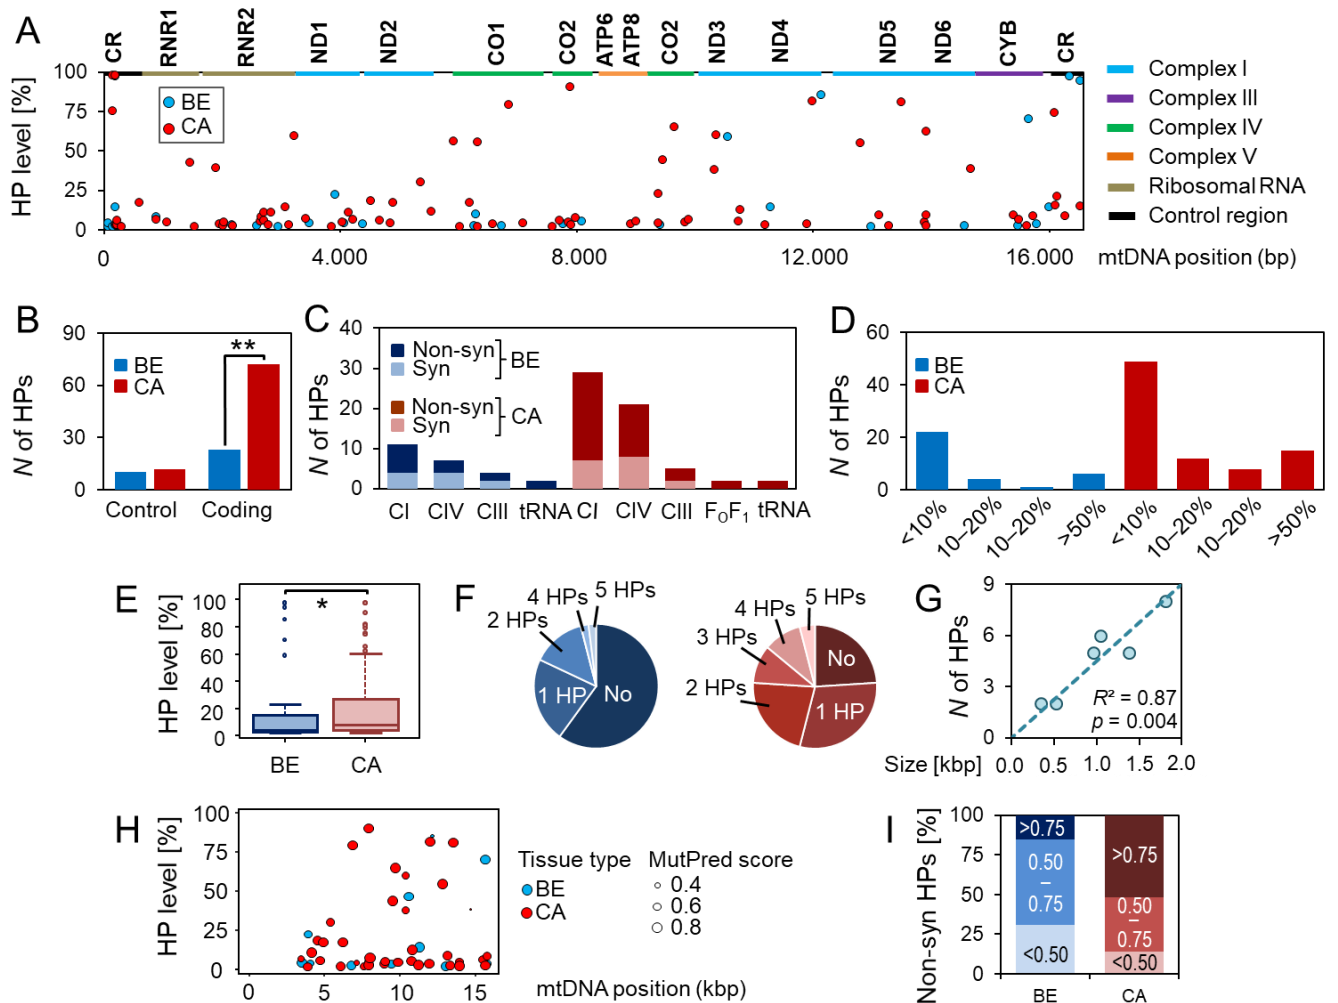 A
CR
RNR1
RNR2
ND1
ND2
CO1
CO2
ATP6
ATP8
CO2
ND3
ND4
ND5
ND6
CYB
CR
HP level [%]
100
75
50
25
0
BE
CA
0
4.000
8.000
12.000
16.000
mtDNA position (bp)
Complex I
Complex III
Complex IV
Complex V
Ribosomal RNA
Control region
B
N of HPs
90
60
30
0
BE
CA
**
Control
Coding
C
N of HPs
40
30
20
10
0
Non-syn
Syn
BE
Non-syn
Syn
CA
CI
CIV
CIII
tRNA
CI
CIV
CIII
F₀F₁
tRNA
D
N of HPs
60
40
20
0
BE
CA
<10%
10–20%
10–20%
>50%
<10%
10–20%
10–20%
>50%
E
HP level [%]
100
80
60
40
20
0
*
BE
CA
F
5 HPs
4 HPs
2 HPs
1 HP
No
5 HPs
4 HPs
3 HPs
2 HPs
No
1 HP
G
N of HPs
9
6
3
0
R² = 0.87
p = 0.004
Size [kbp]
0.0
0.5
1.0
1.5
2.0
H
HP level [%]
100
75
50
25
0
0
5
10
15
mtDNA position (kbp)
Tissue type
BE
CA
MutPred score
0.4
0.6
0.8
I
Non-syn HPs [%]
100
75
50
25
0
>0.75
0.50
–
0.75
<0.50
>0.75
0.50
–
0.75
<0.50
BE
CA